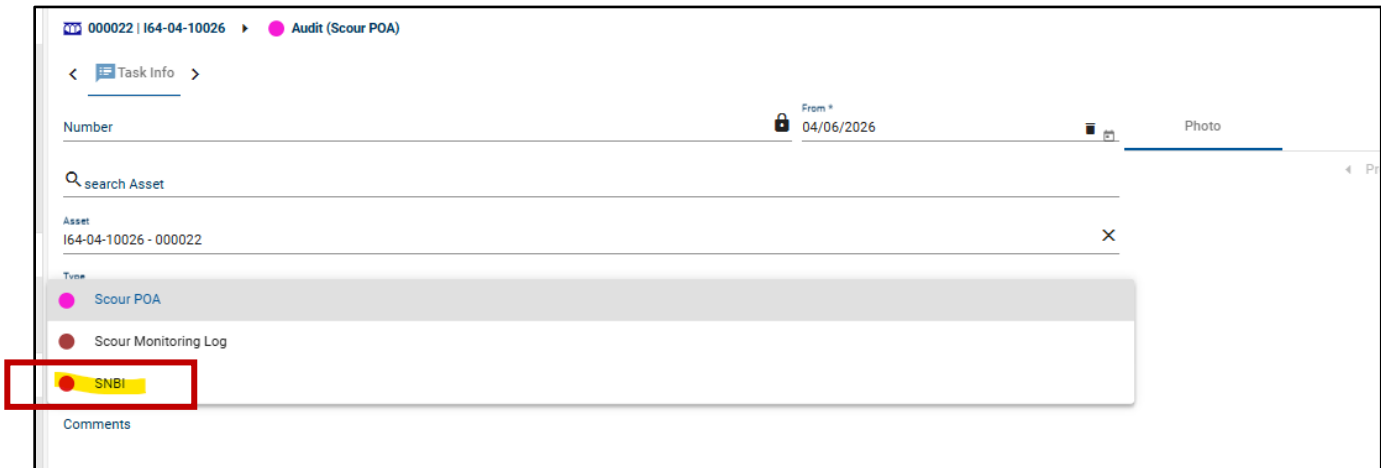 000022 | I64-04-10026 Audit (Scour POA)
Task Info
Number
From *
04/06/2026
Photo
search Asset
Asset
I64-04-10026 - 000022
Type
Scour POA
Scour Monitoring Log
SNBI
Comments